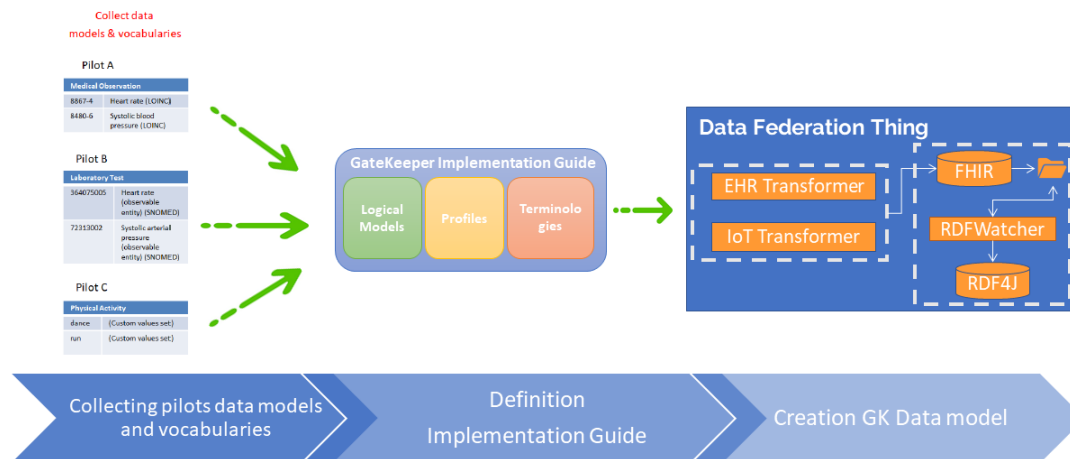 Collect data
models & vocabularies
Pilot A
Medical Observation
8867-4 Heart rate (LOINC)
8480-6 Systolic blood
pressure (LOINC)
Pilot B
Laboratory Test
364075005 Heart rate
(observable
entity) (SNOMED)
72313002 Systolic arterial
pressure
(observable
entity) (SNOMED)
Pilot C
Physical Activity
dance (Custom values set)
run (Custom values set)
GateKeeper Implementation Guide
Logical
Models
Profiles
Terminolo
gies
Data Federation Thing
EHR Transformer
IoT Transformer
FHIR
RDFWatcher
RDF4J
Collecting pilots data models
and vocabularies
Definition
Implementation Guide
Creation GK Data model